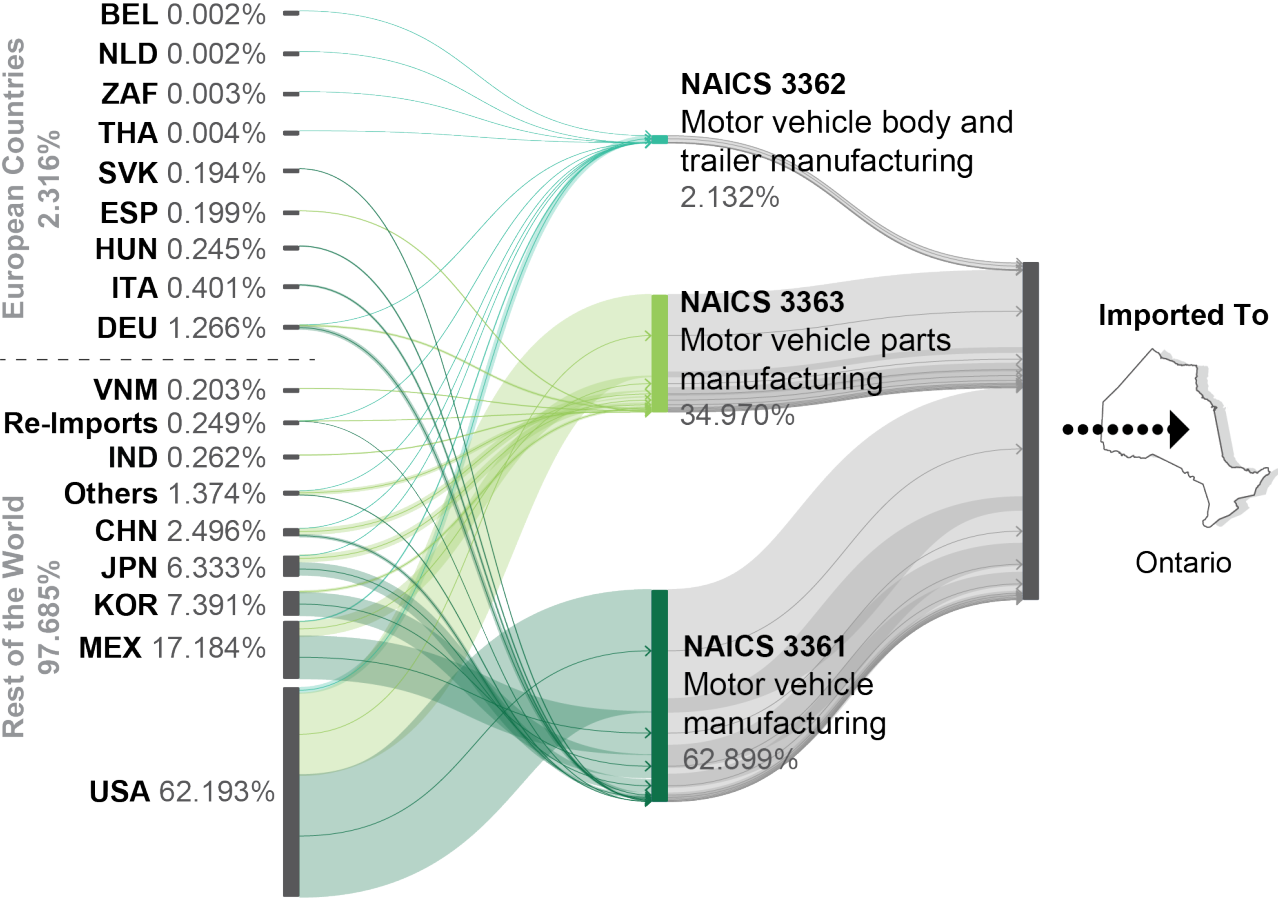 European Countries
2.316%
BEL 0.002%
NLD 0.002%
ZAF 0.003%
THA 0.004%
SVK 0.194%
ESP 0.199%
HUN 0.245%
ITA 0.401%
DEU 1.266%
Rest of the World
97.685%
VNM 0.203%
Re-Imports 0.249%
IND 0.262%
Others 1.374%
CHN 2.496%
JPN 6.333%
KOR 7.391%
MEX 17.184%
USA 62.193%
NAICS 3362
Motor vehicle body and
trailer manufacturing
2.132%
NAICS 3363
Motor vehicle parts
manufacturing
34.970%
NAICS 3361
Motor vehicle
manufacturing
62.899%
Imported To
Ontario